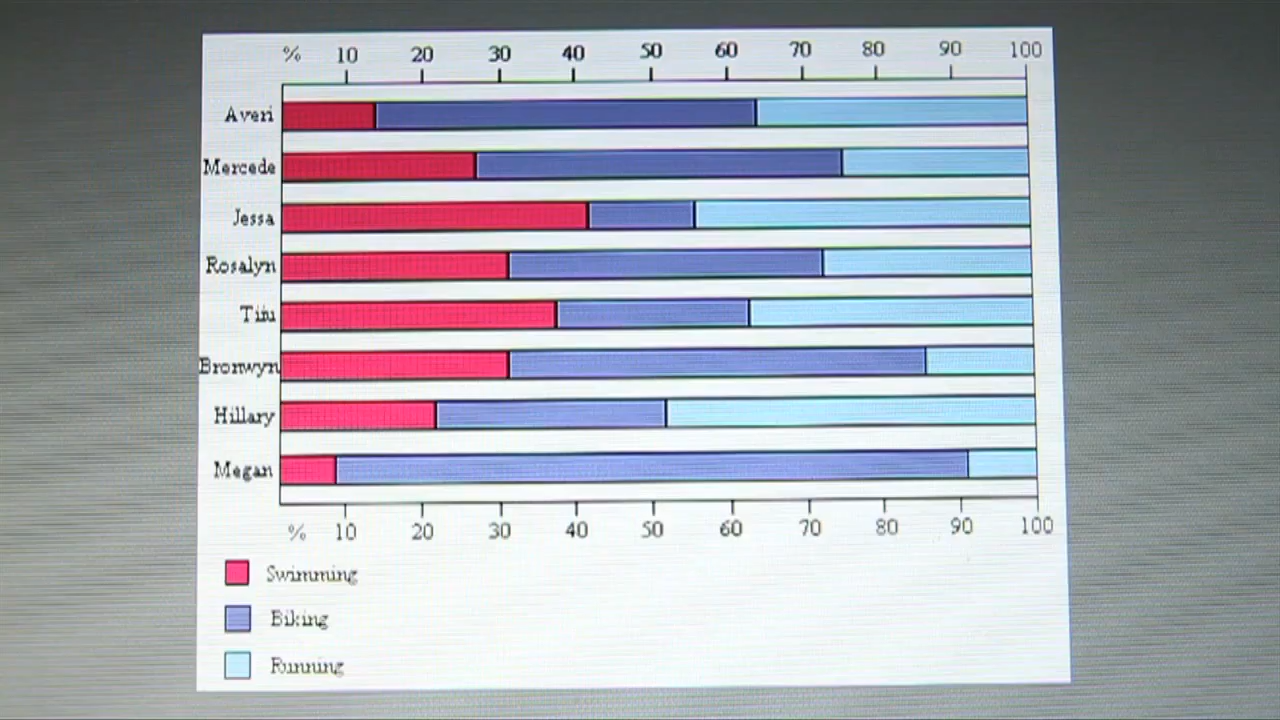 % 10 20 30 40 50 60 70 80 90 100
Averi
Mercede
Jessa
Rosalyn
Tiiu
Bronwyn
Hillary
Megan
% 10 20 30 40 50 60 70 80 90 100
Swimming
Biking
Running